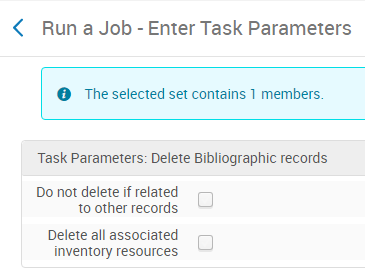 Run a Job - Enter Task Parameters
The selected set contains 1 members.
Task Parameters: Delete Bibliographic records
Do not delete if related
to other records
Delete all associated
inventory resources